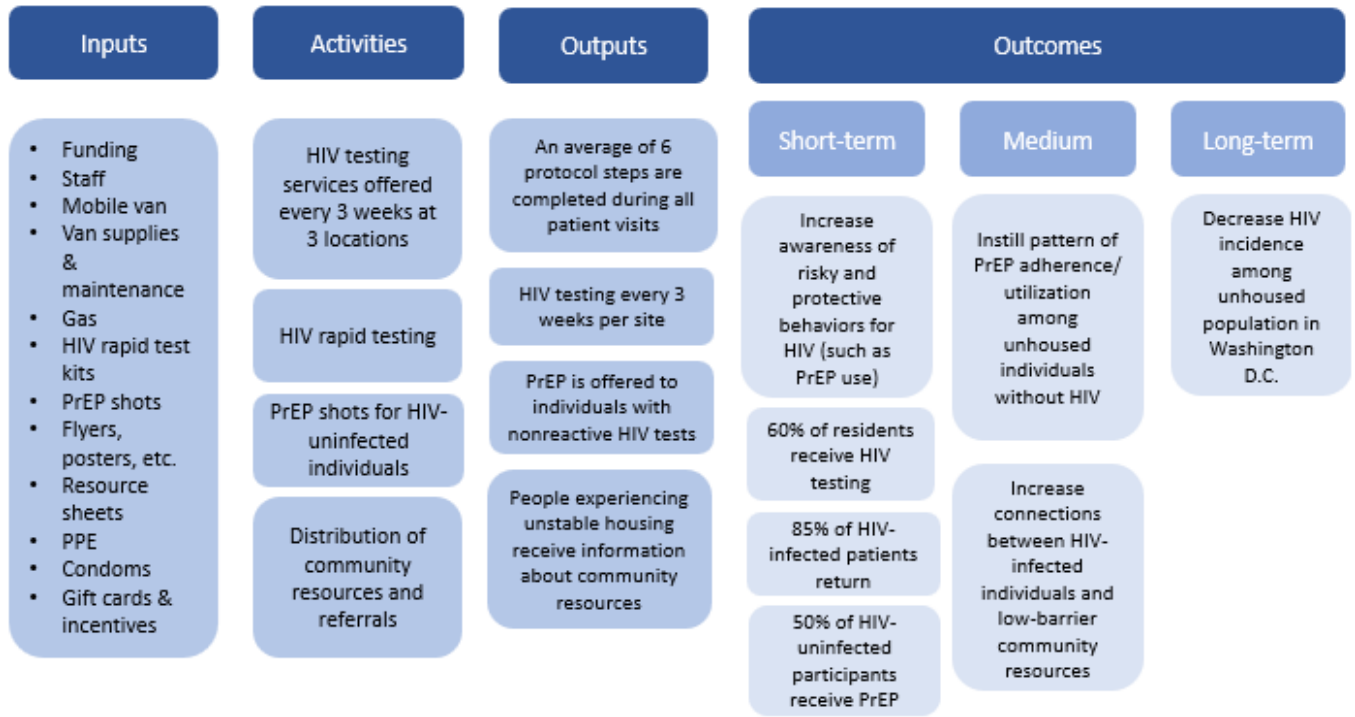 Inputs
• Funding
• Staff
• Mobile van
• Van supplies
&
maintenance
• Gas
• HIV rapid test
kits
• PrEP shots
• Flyers,
posters, etc.
• Resource
sheets
• PPE
• Condoms
• Gift cards &
incentives
Activities
HIV testing
services offered
every 3 weeks at
3 locations
HIV rapid testing
PrEP shots for HIV-
uninfected
individuals
Distribution of
community
resources and
referrals
Outputs
An average of 6
protocol steps are
completed during all
patient visits
HIV testing every 3
weeks per site
PrEP is offered to
individuals with
nonreactive HIV tests
People experiencing
unstable housing
receive information
about community
resources
Outcomes
Short-term
Increase
awareness of
risky and
protective
behaviors for
HIV (such as
PrEP use)
60% of residents
receive HIV
testing
85% of HIV-
infected patients
return
50% of HIV-
uninfected
participants
receive PrEP
Medium
Instill pattern of
PrEP adherence/
utilization
among
unhoused
individuals
without HIV
Increase
connections
between HIV-
infected
individuals and
low-barrier
community
resources
Long-term
Decrease HIV
incidence
among
unhoused
population in
Washington
D.C.